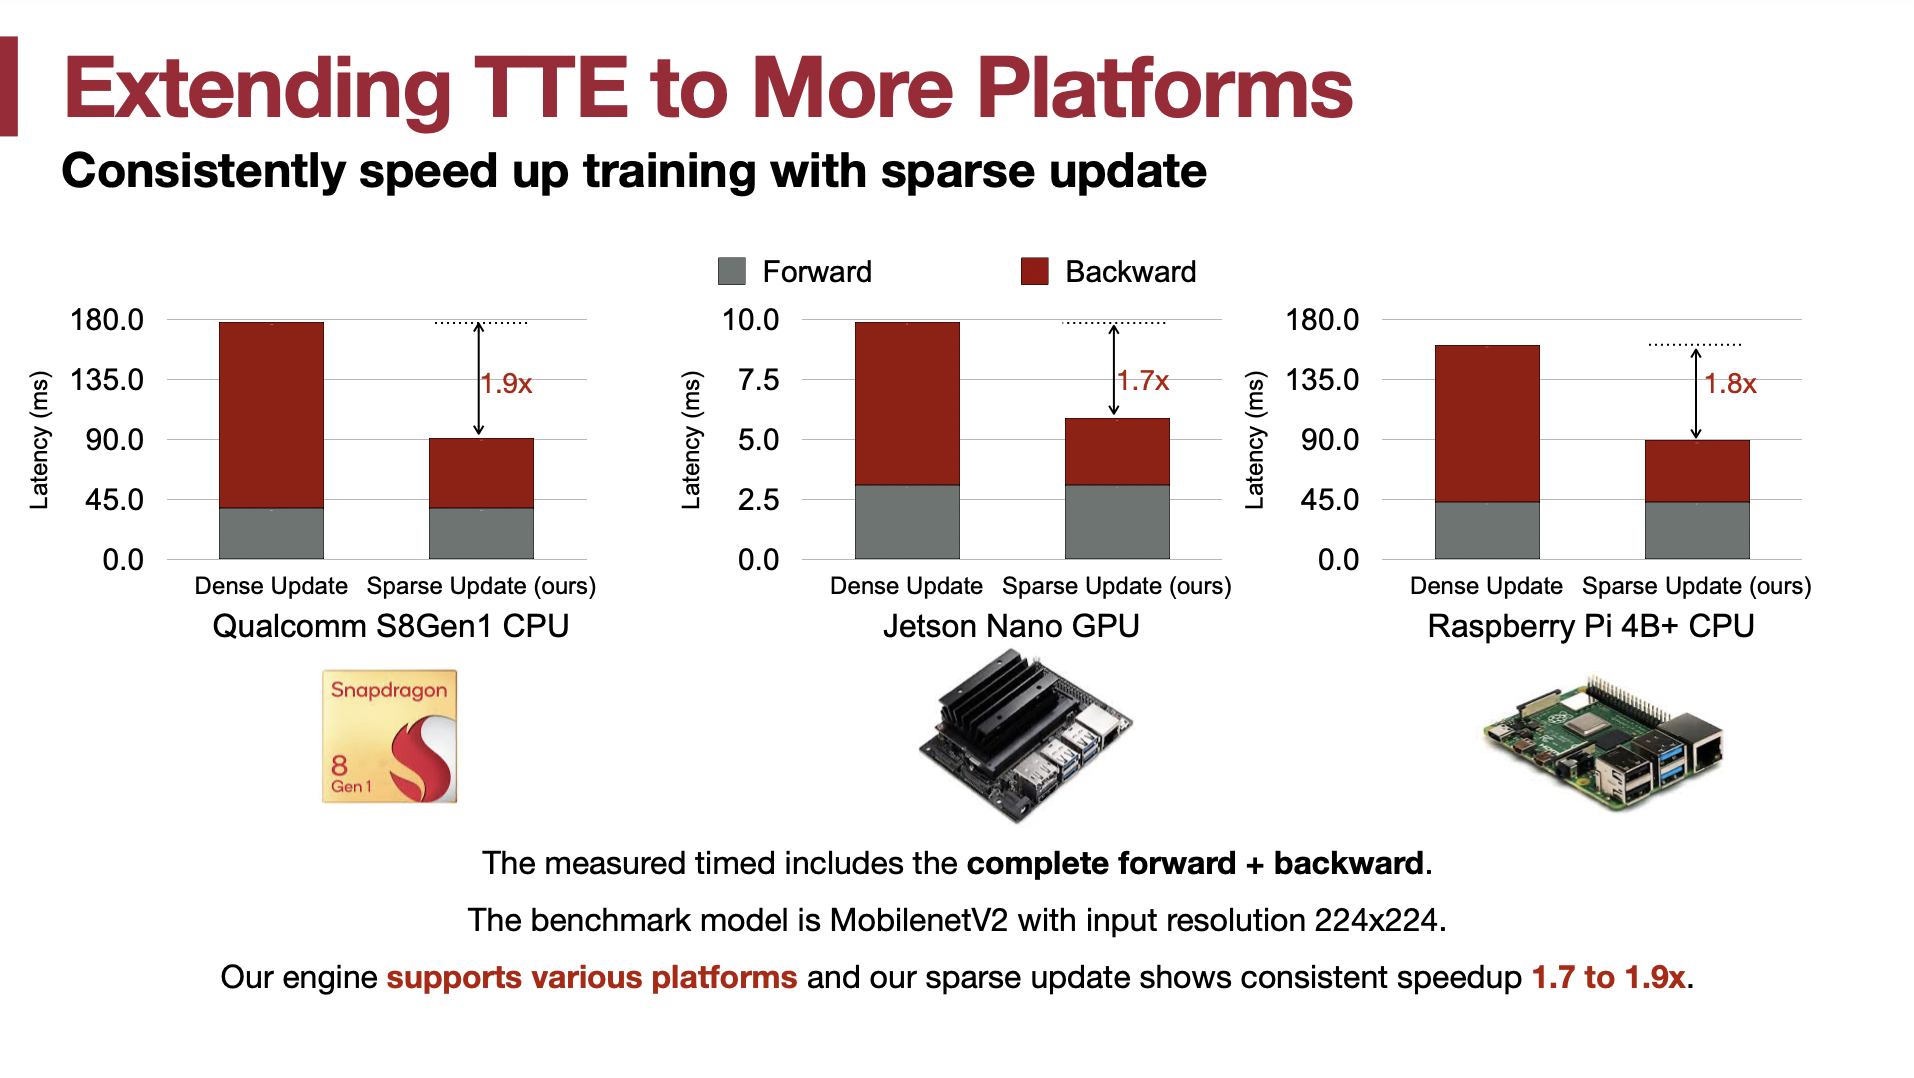 Extending TTE to More Platforms
Consistently speed up training with sparse update
Forward
Backward
Latency (ms)
180.0
135.0
90.0
45.0
0.0
1.9x
Dense Update
Sparse Update (ours)
Qualcomm S8Gen1 CPU
Latency (ms)
10.0
7.5
5.0
2.5
0.0
1.7x
Dense Update
Sparse Update (ours)
Jetson Nano GPU
Latency (ms)
180.0
135.0
90.0
45.0
0.0
1.8x
Dense Update
Sparse Update (ours)
Raspberry Pi 4B+ CPU
Snapdragon
8
Gen 1
The measured timed includes the complete forward + backward.
The benchmark model is MobilenetV2 with input resolution 224x224.
Our engine supports various platforms and our sparse update shows consistent speedup 1.7 to 1.9x.